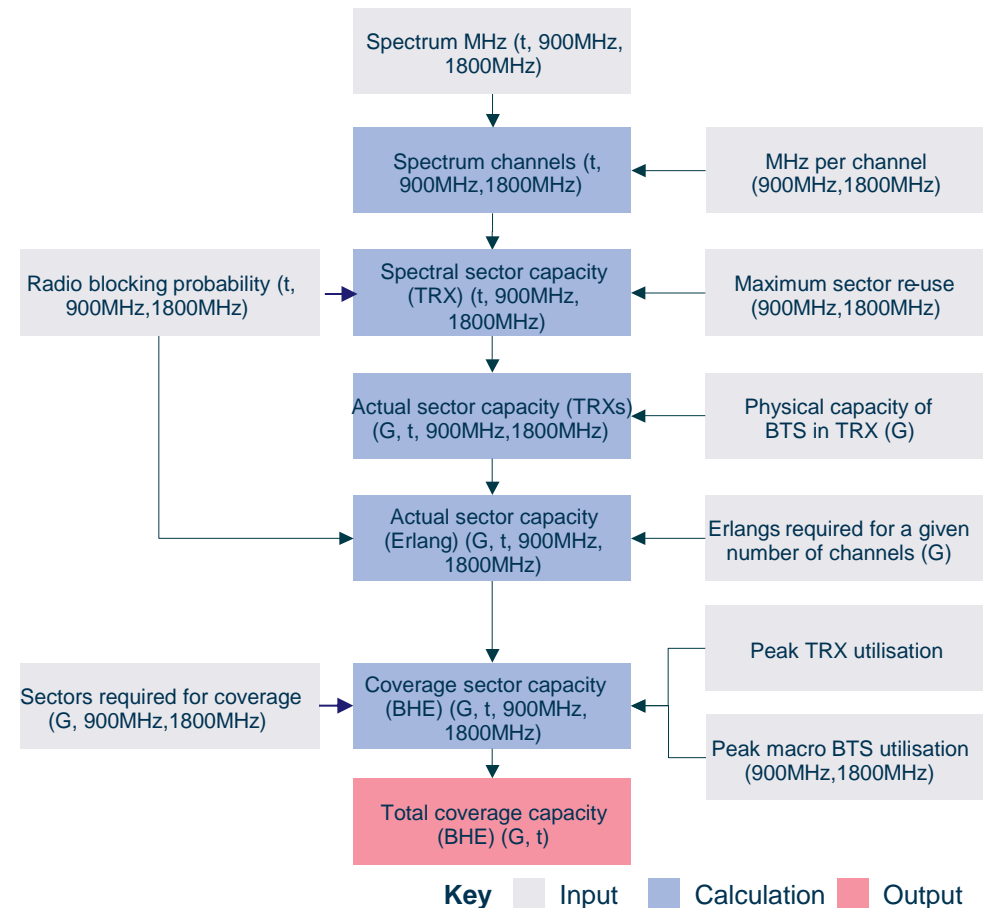 Spectrum MHz (t, 900MHz,
1800MHz)
Spectrum channels (t,
900MHz,1800MHz)
MHz per channel
(900MHz,1800MHz)
Radio blocking probability (t,
900MHz,1800MHz)
Spectral sector capacity
(TRX) (t, 900MHz,
1800MHz)
Maximum sector re-use
(900MHz,1800MHz)
Actual sector capacity (TRXs)
(G, t, 900MHz,1800MHz)
Physical capacity of
BTS in TRX (G)
Actual sector capacity
(Erlang) (G, t, 900MHz,
1800MHz)
Erlangs required for a given
number of channels (G)
Peak TRX utilisation
Sectors required for coverage
(G, 900MHz,1800MHz)
Coverage sector capacity
(BHE) (G, t, 900MHz,
1800MHz)
Peak macro BTS utilisation
(900MHz,1800MHz)
Total coverage capacity
(BHE) (G, t)
Key Input Calculation Output